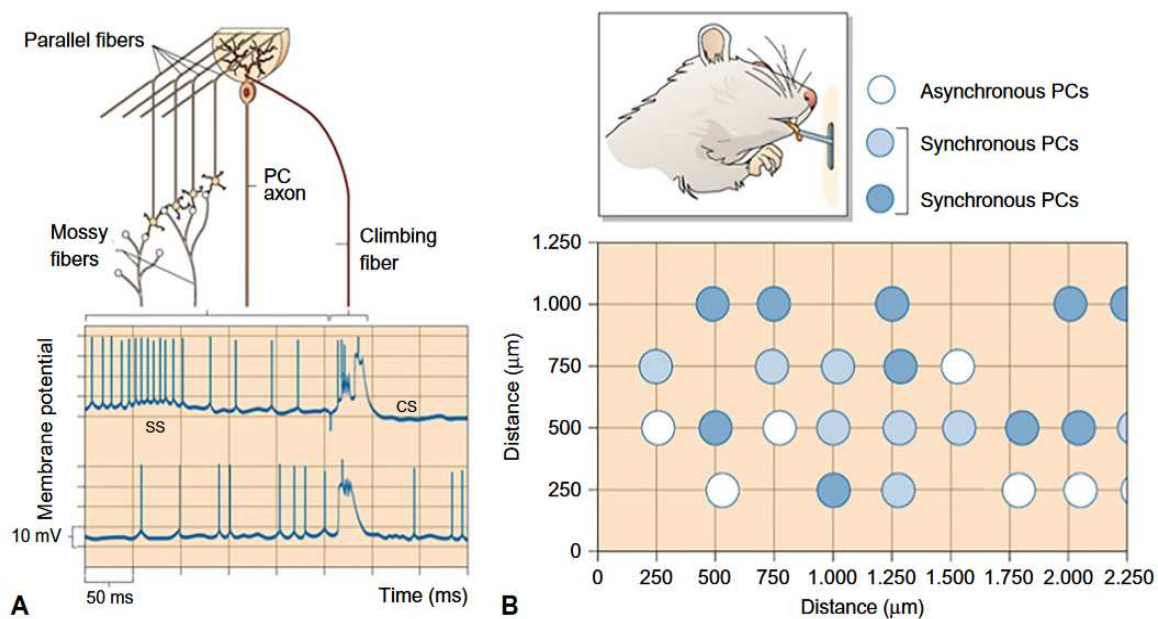 Parallel fibers
PC
axon
Mossy
fibers
Climbing
fiber
Membrane potential
SS
CS
10 mV
50 ms
Time (ms)
A
Asynchronous PCs
Synchronous PCs
Synchronous PCs
Distance (μm)
1.250
1.000
750
500
250
0
0 250 500 750 1.000 1.250 1.500 1.750 2.000 2.250
Distance (μm)
B